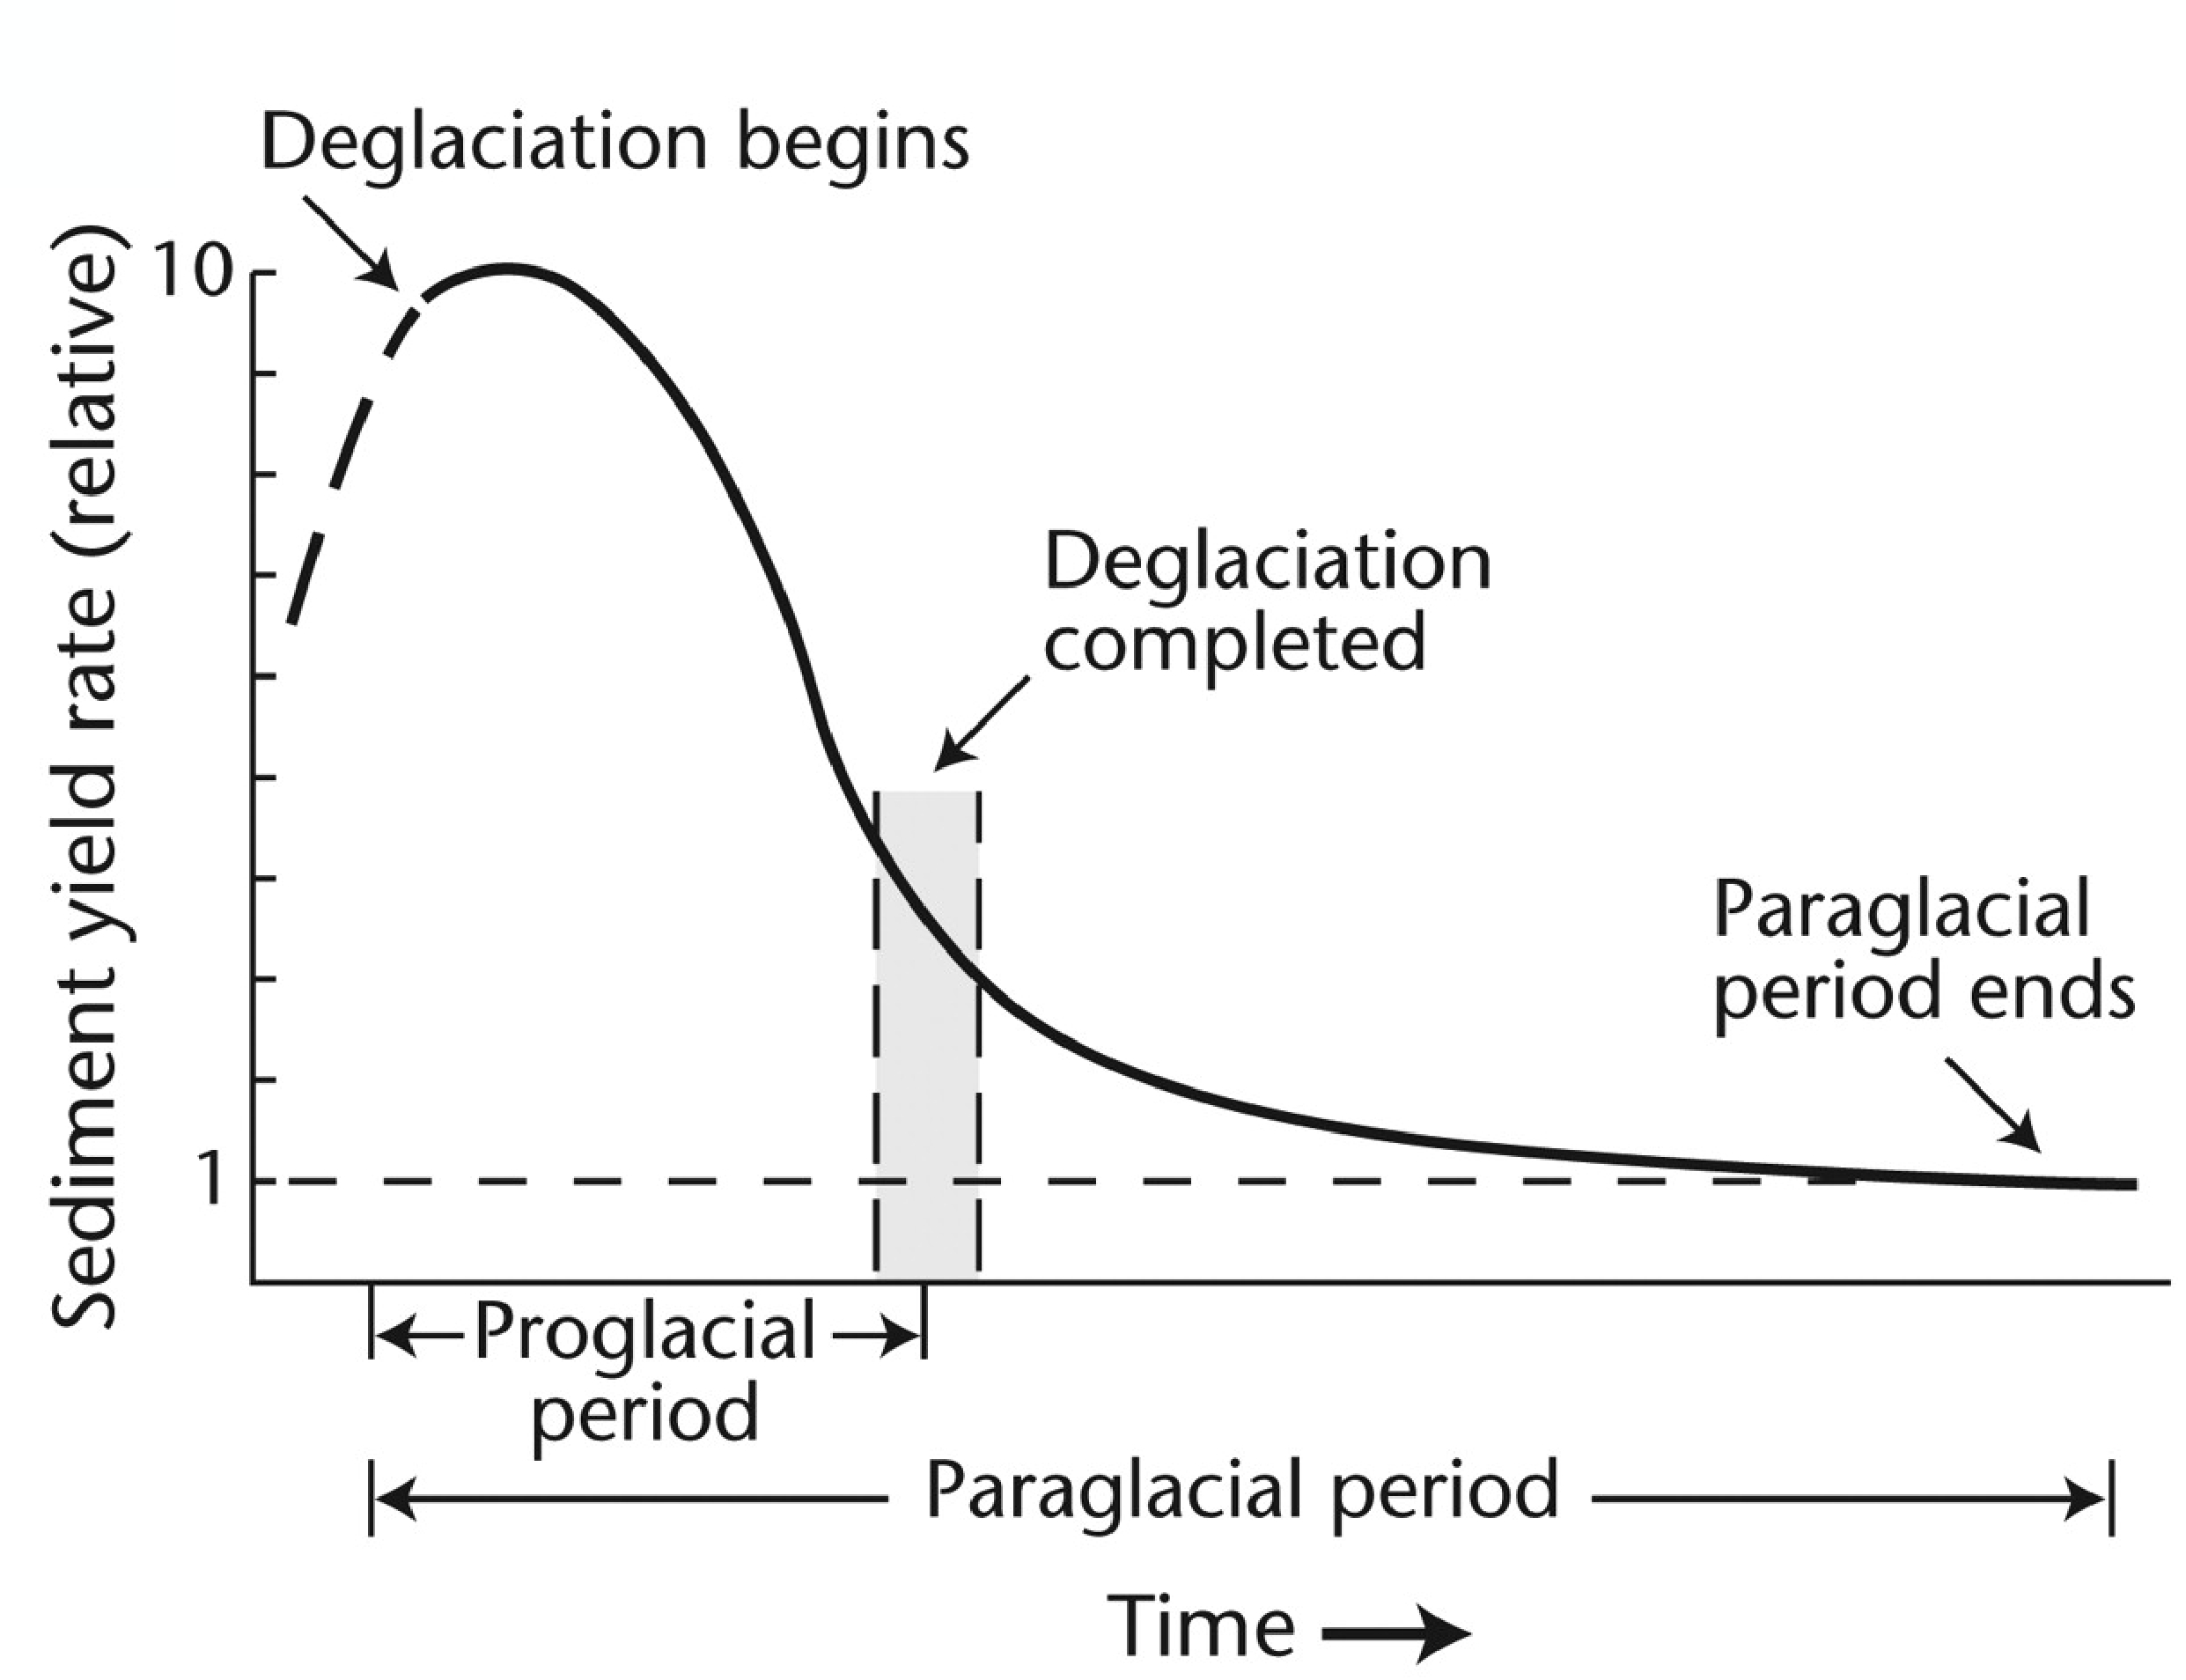 Deglaciation begins
Sediment yield rate (relative)
10
Deglaciation
completed
Paraglacial
period ends
1
Proglacial
period
Paraglacial period
Time